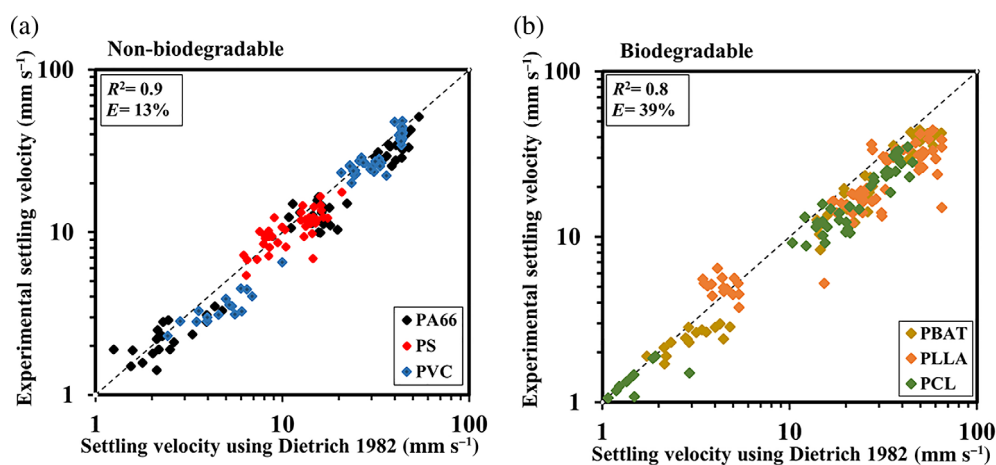 (a)
Non-biodegradable
R²= 0.9
E= 13%
Experimental settling velocity (mm s⁻¹)
100
10
1
PA66
PS
PVC
1 10 100
Settling velocity using Dietrich 1982 (mm s⁻¹)
(b)
Biodegradable
R²= 0.8
E= 39%
Experimental settling velocity (mm s⁻¹)
100
10
1
PBAT
PLLA
PCL
1 10 100
Settling velocity using Dietrich 1982 (mm s⁻¹)